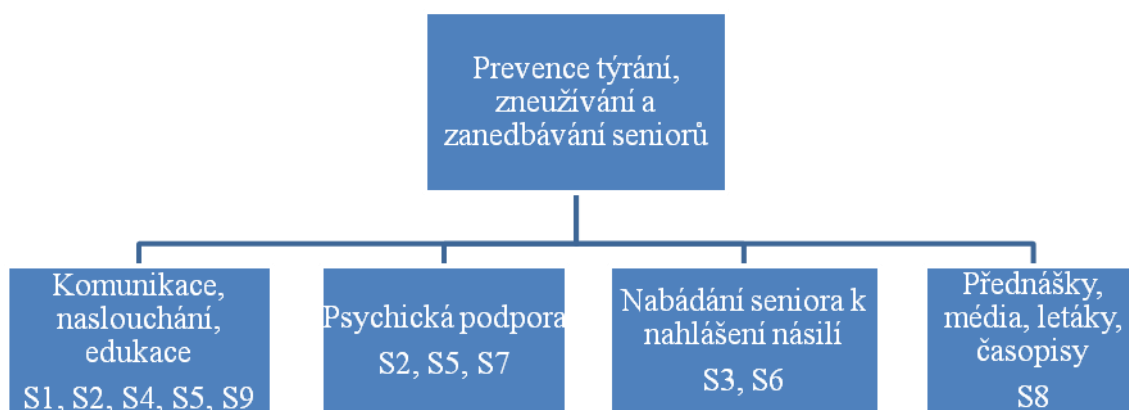 Prevence týrání,
zneužívání a
zanedbávání seniorů
Komunikace,
naslouchání,
edukace
S1, S2, S4, S5, S9
Psychická podpora
S2, S5, S7
Nabádání seniora k
nahlášení násilí
S3, S6
Přednášky,
média, letáky,
časopisy
S8